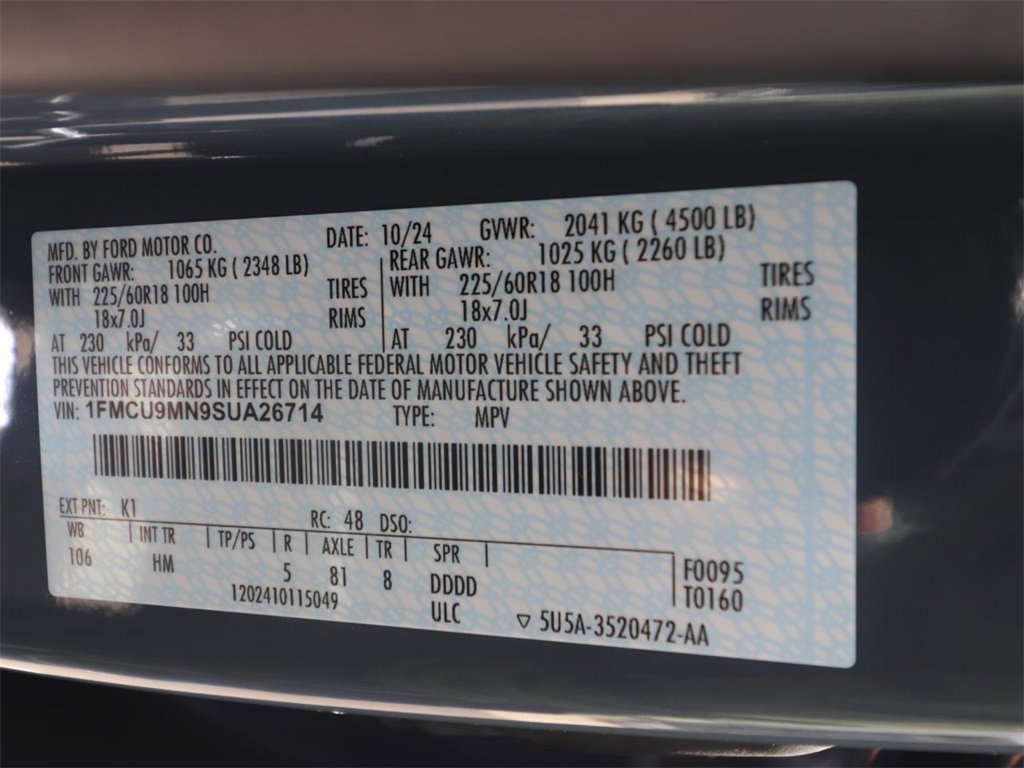 MFD. BY FORD MOTOR CO. DATE: 10/24 GVWR: 2041 KG ( 4500 LB)
FRONT GAWR: 1065 KG ( 2348 LB) REAR GAWR: 1025 KG ( 2260 LB)
WITH 225/60R18 100H TIRES WITH 225/60R18 100H TIRES
18x7.0J RIMS 18x7.0J RIMS
AT 230 kPa/ 33 PSI COLD AT 230 kPa/ 33 PSI COLD
THIS VEHICLE CONFORMS TO ALL APPLICABLE FEDERAL MOTOR VEHICLE SAFETY AND THEFT
PREVENTION STANDARDS IN EFFECT ON THE DATE OF MANUFACTURE SHOWN ABOVE.
VIN: 1FMCU9MN9SUA26714 TYPE: MPV
EXT PNT: K1 RC: 48 DSO:
WB INT TR TP/PS R AXLE TR SPR
106 HM 5 81 8 DDDD F0095
1202410115049 ULC T0160
5U5A-3520472-AA